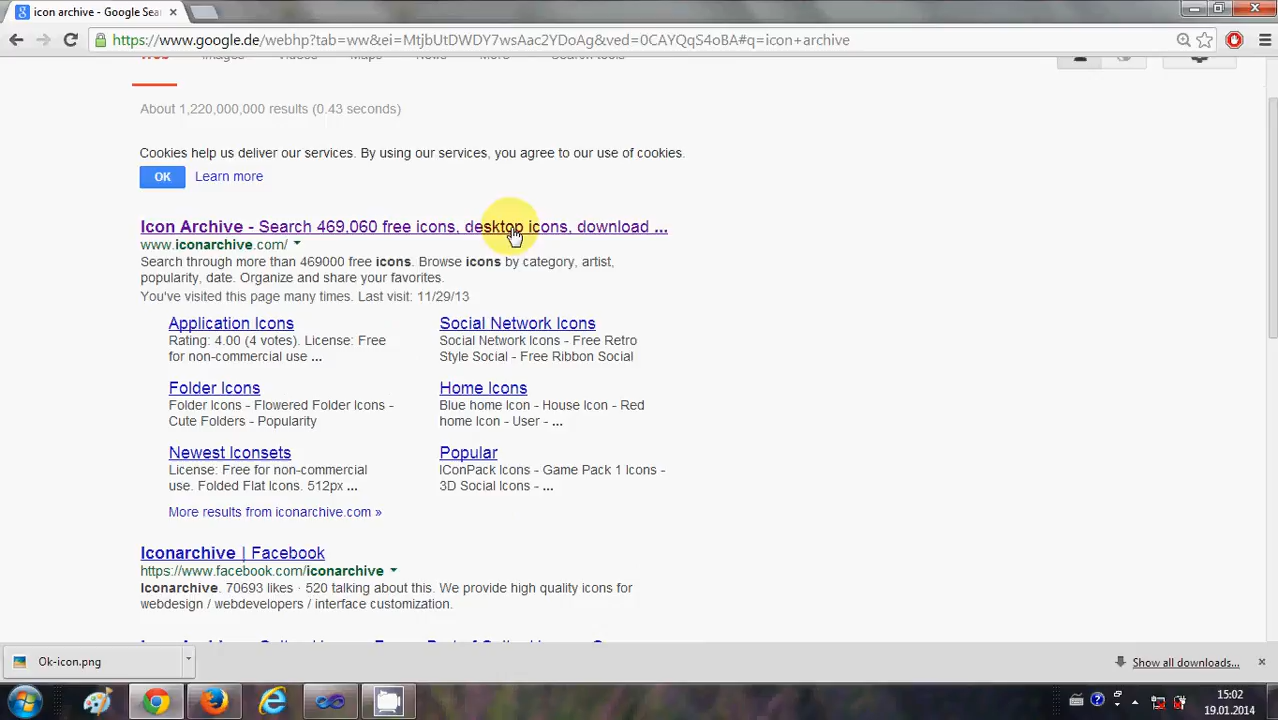 icon archive - Google Sea
https://www.google.de/webhp?tab=ww&ei=MtjbUtDWDY7wsAac2YDoAg&ved=0CAYQqS4oBA#q=icon+archive
Web Images Videos Maps News More Search tools
About 1,220,000,000 results (0.43 seconds)
Cookies help us deliver our services. By using our services, you agree to our use of cookies.
OK Learn more
Icon Archive - Search 469,060 free icons, desktop icons, download ...
www.iconarchive.com/
Search through more than 469000 free icons. Browse icons by category, artist,
popularity, date. Organize and share your favorites.
You've visited this page many times. Last visit: 11/29/13
Application Icons
Rating: 4.00 (4 votes). License: Free
for non-commercial use ...
Social Network Icons
Social Network Icons - Free Retro
Style Social - Free Ribbon Social
Folder Icons
Folder Icons - Flowered Folder Icons -
Cute Folders - Popularity
Home Icons
Blue home Icon - House Icon - Red
home Icon - User - ...
Newest Iconsets
License: Free for non-commercial
use. Folded Flat Icons. 512px ...
Popular
IConPack Icons - Game Pack 1 Icons -
3D Social Icons - ...
More results from iconarchive.com »
Iconarchive | Facebook
https://www.facebook.com/iconarchive
Iconarchive. 70693 likes · 520 talking about this. We provide high quality icons for
webdesign / webdevelopers / interface customization.
Ok-icon.png
Show all downloads...
15:02
19.01.2014